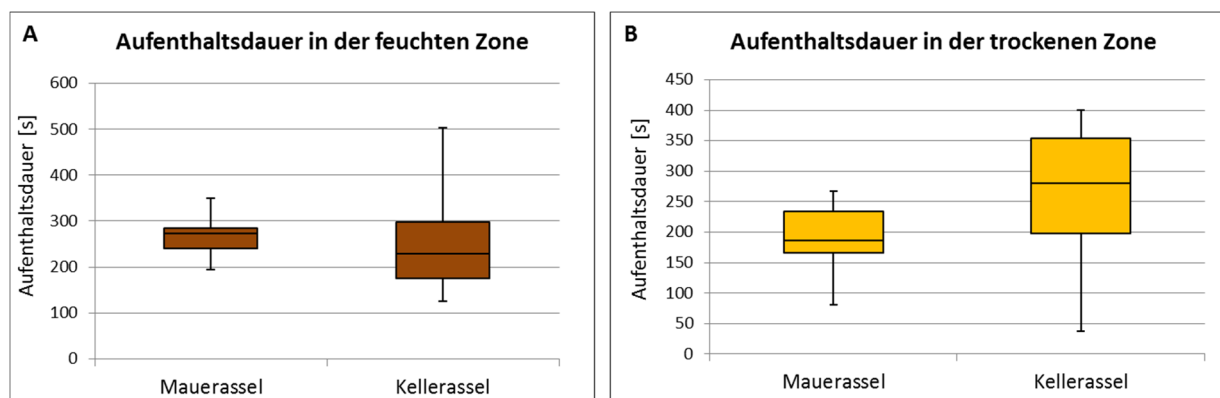 A
Aufenthaltsdauer in der feuchten Zone
Aufenthaltsdauer [s]
600
500
400
300
200
100
0
Mauerassel Kellerassel
B
Aufenthaltsdauer in der trockenen Zone
Aufenthaltsdauer [s]
450
400
350
300
250
200
150
100
50
0
Mauerassel Kellerassel